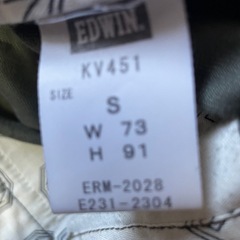 EDWIN.
KV451
SIZE
S
W 73
H 91
ERM-2028
E231-2304